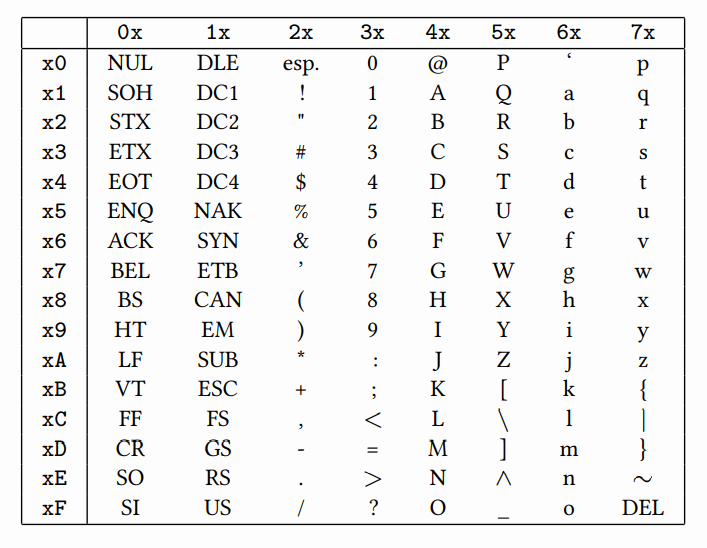 0x 1x 2x 3x 4x 5x 6x 7x
x0 NUL DLE esp. 0 @ P ‘ p
x1 SOH DC1 ! 1 A Q a q
x2 STX DC2 " 2 B R b r
x3 ETX DC3 # 3 C S c s
x4 EOT DC4 $ 4 D T d t
x5 ENQ NAK % 5 E U e u
x6 ACK SYN & 6 F V f v
x7 BEL ETB ’ 7 G W g w
x8 BS CAN ( 8 H X h x
x9 HT EM ) 9 I Y i y
xA LF SUB * : J Z j z
xB VT ESC + ; K [ k {
xC FF FS , < L \ l |
xD CR GS - = M ] m }
xE SO RS . > N ^ n ~
xF SI US / ? O _ o DEL